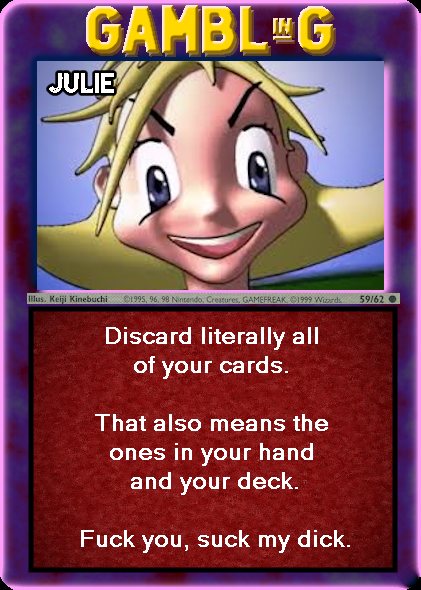 GAMBLinG
JULIE
Illus. Keiji Kinebuchi ©1995, 96, 98 Nintendo, Creatures, GAMEFREAK. ©1999 Wizards. 59/62
Discard literally all
of your cards.
That also means the
ones in your hand
and your deck.
Fuck you, suck my dick.